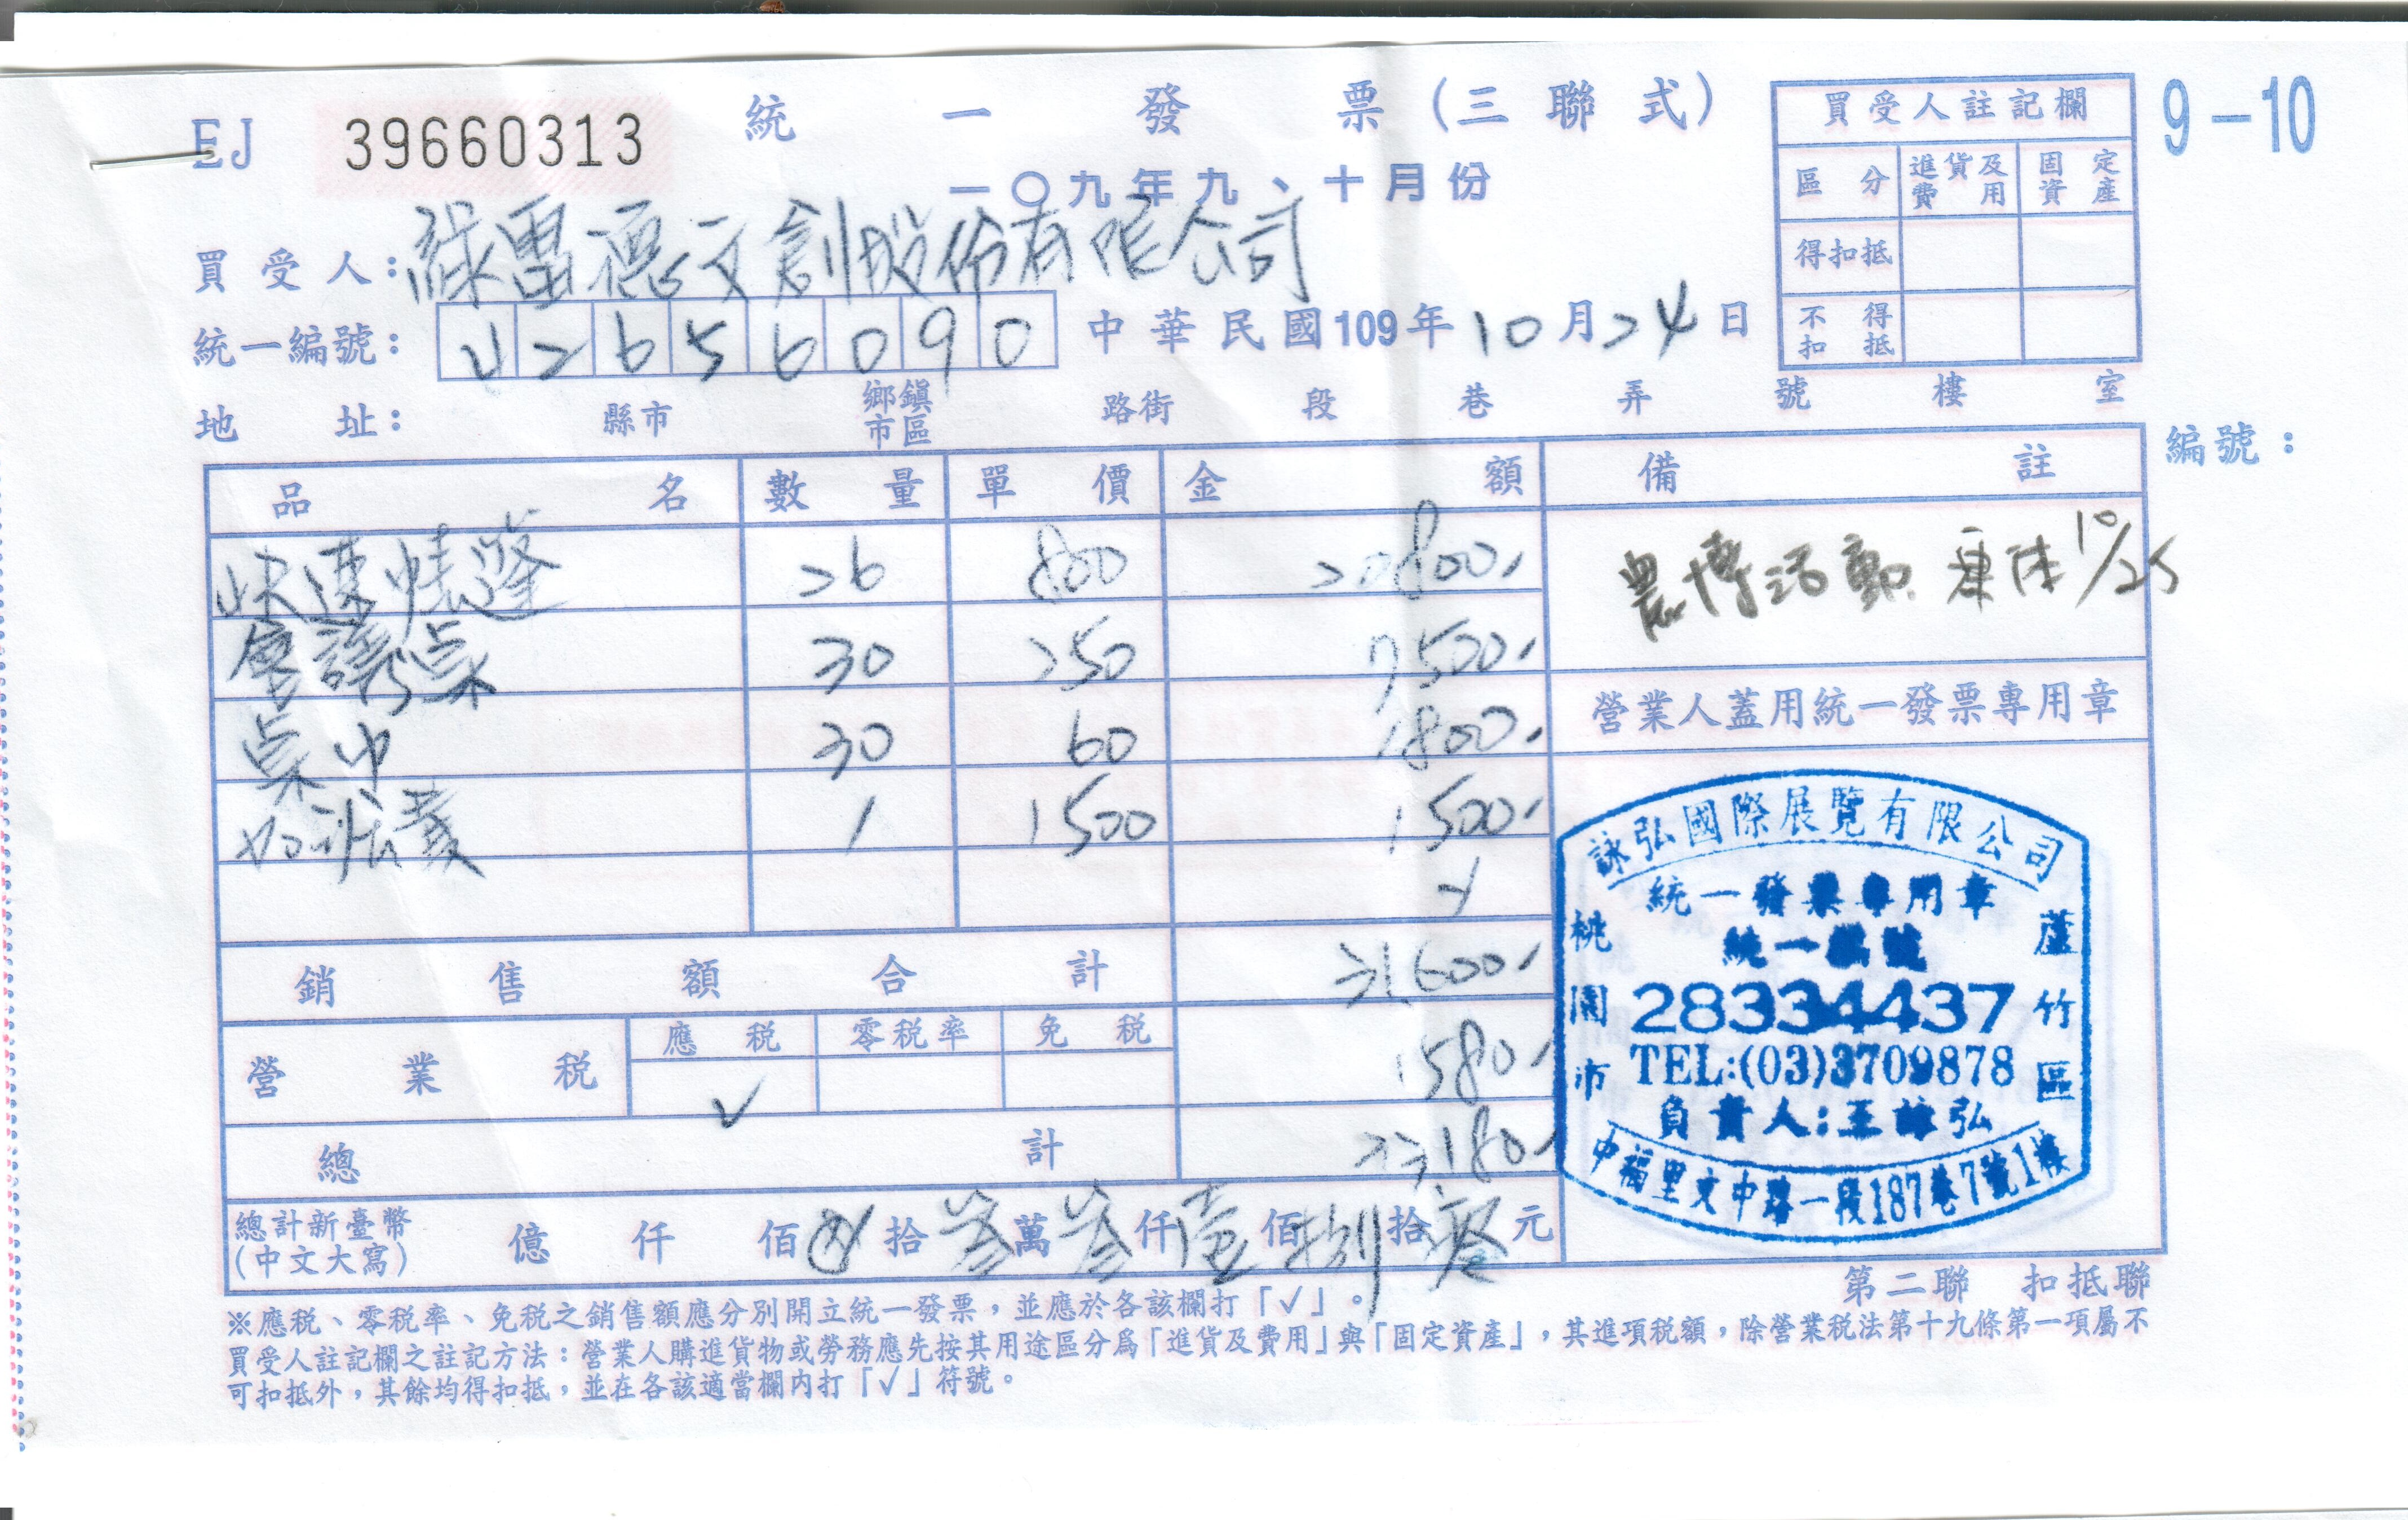 EJ 39660313 統一發票(三聯式) 9-10
一〇九年九、十月份
買受人註記欄
區分 進貨及費用 固定資產
得扣抵
不得扣抵
買受人:綠雷德文創股份有限公司
統一編號: 42656090 中華民國109年10月24日
地址: 縣市 鄉鎮市區 路街 段 巷 弄 號 樓 室
編號:
品名 數量 單價 金額 備註
快速帳篷 26 800 20800
會議桌 30 250 7500
桌巾 30 60 1800
1 1500 1500
農博活動 10/25
營業人蓋用統一發票專用章
銷售額合計 31600
營業稅 應稅 零稅率 免稅 1580
✓
總計 33180
總計新臺幣(中文大寫) 億 仟 佰 拾 叁萬叁仟壹佰捌拾零元
詠弘國際展覽有限公司
統一發票專用章
統一編號
28334437
TEL:(03)3709878
負責人:王詠弘
桃園市 蘆竹區
中福里文中路一段187巷7號1樓
第二聯 扣抵聯
※應稅、零稅率、免稅之銷售額應分別開立統一發票,並應於各該欄打「✓」。
買受人註記欄之註記方法:營業人購進貨物或勞務應先按其用途區分為「進貨及費用」與「固定資產」,其進項稅額,除營業稅法第十九條第一項屬不
可扣抵外,其餘均得扣抵,並在各該適當欄內打「✓」符號。